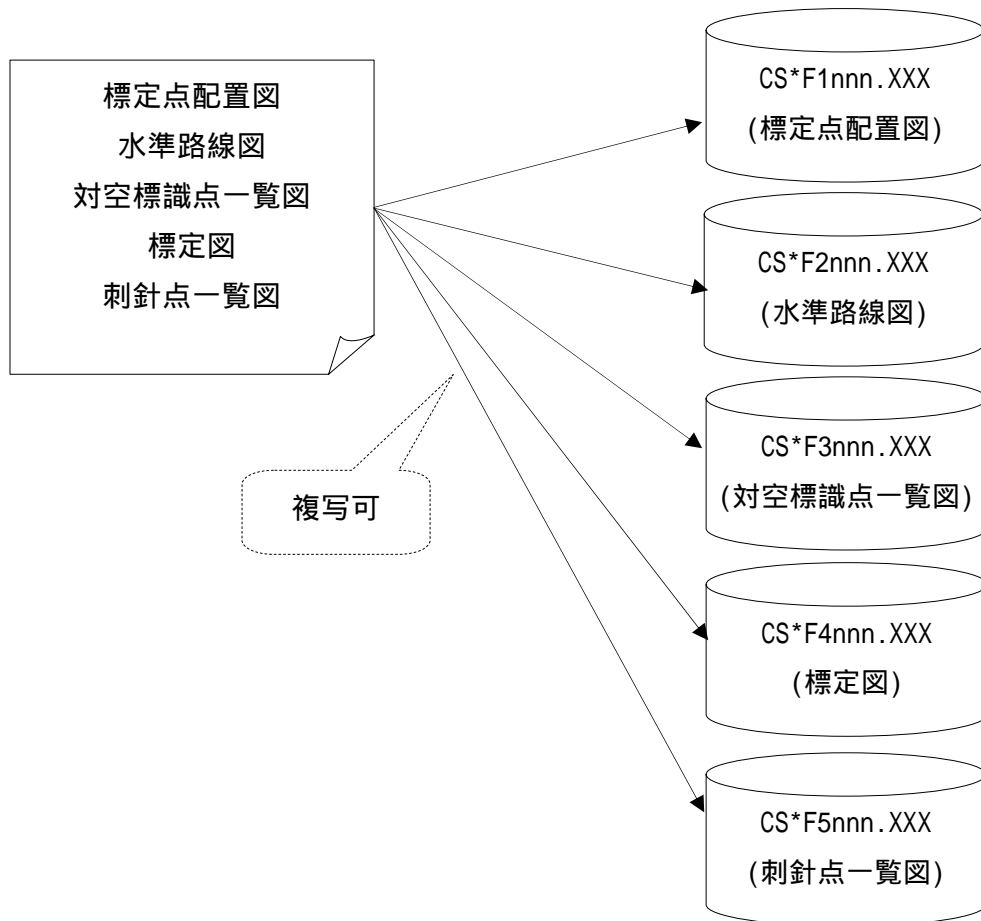 標定点配置図
水準路線図
対空標識点一覧図
標定図
刺針点一覧図
複写可
CS*F1nnn.XXX
(標定点配置図)
CS*F2nnn.XXX
(水準路線図)
CS*F3nnn.XXX
(対空標識点一覧図)
CS*F4nnn.XXX
(標定図)
CS*F5nnn.XXX
(刺針点一覧図)